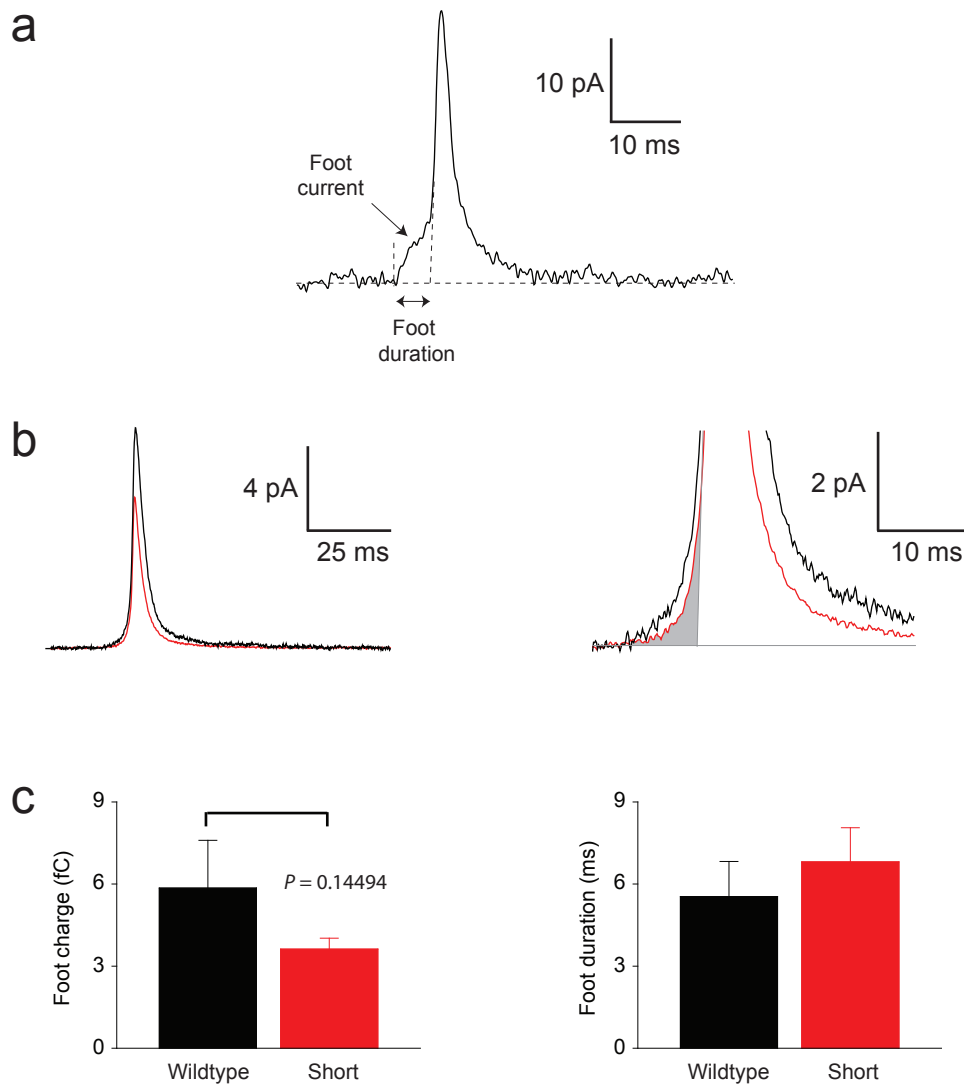 a
10 pA
10 ms
Foot
current
Foot
duration
b
4 pA
25 ms
2 pA
10 ms
c
Foot charge (fC)
9
6
3
0
P = 0.14494
Wildtype
Short
Foot duration (ms)
9
6
3
0
Wildtype
Short